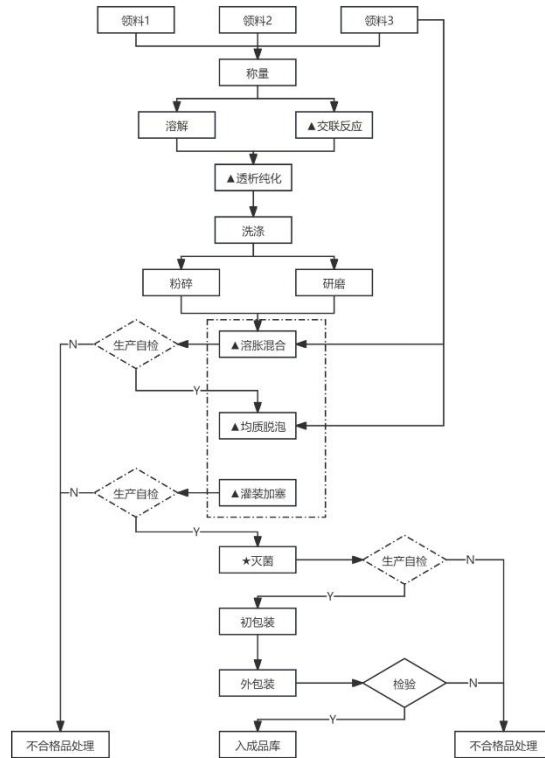 领料1
领料2
领料3
称量
溶解
▲交联反应
▲透析纯化
洗涤
粉碎
研磨
N
生产自检
▲溶胀混合
Y
▲均质脱泡
N
生产自检
▲灌装加塞
Y
★灭菌
生产自检
N
Y
初包装
外包装
检验
N
Y
不合格品处理
入成品库
不合格品处理